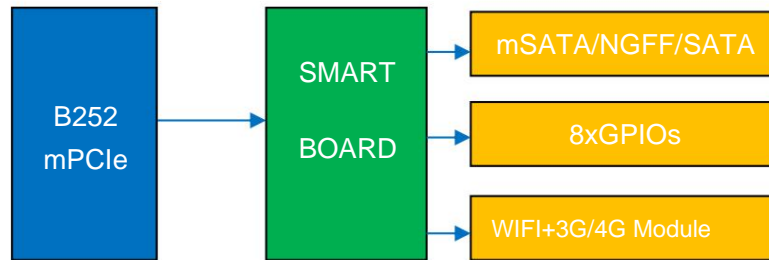 B252
mPCIe
SMART
BOARD
mSATA/NGFF/SATA
8xGPIOs
WIFI+3G/4G Module